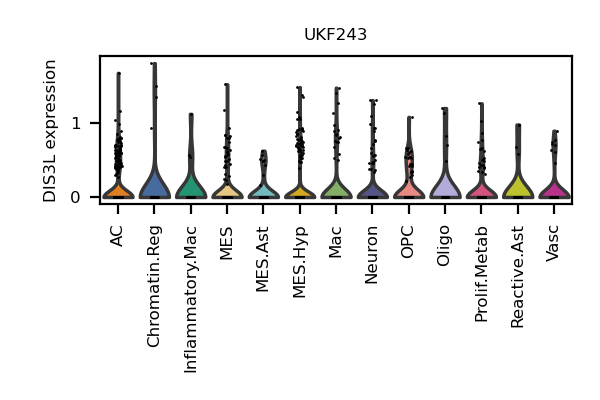 UKF243
DIS3L expression
1
0
AC
Chromatin.Reg
Inflammatory.Mac
MES
MES.Ast
MES.Hyp
Mac
Neuron
OPC
Oligo
Prolif.Metab
Reactive.Ast
Vasc